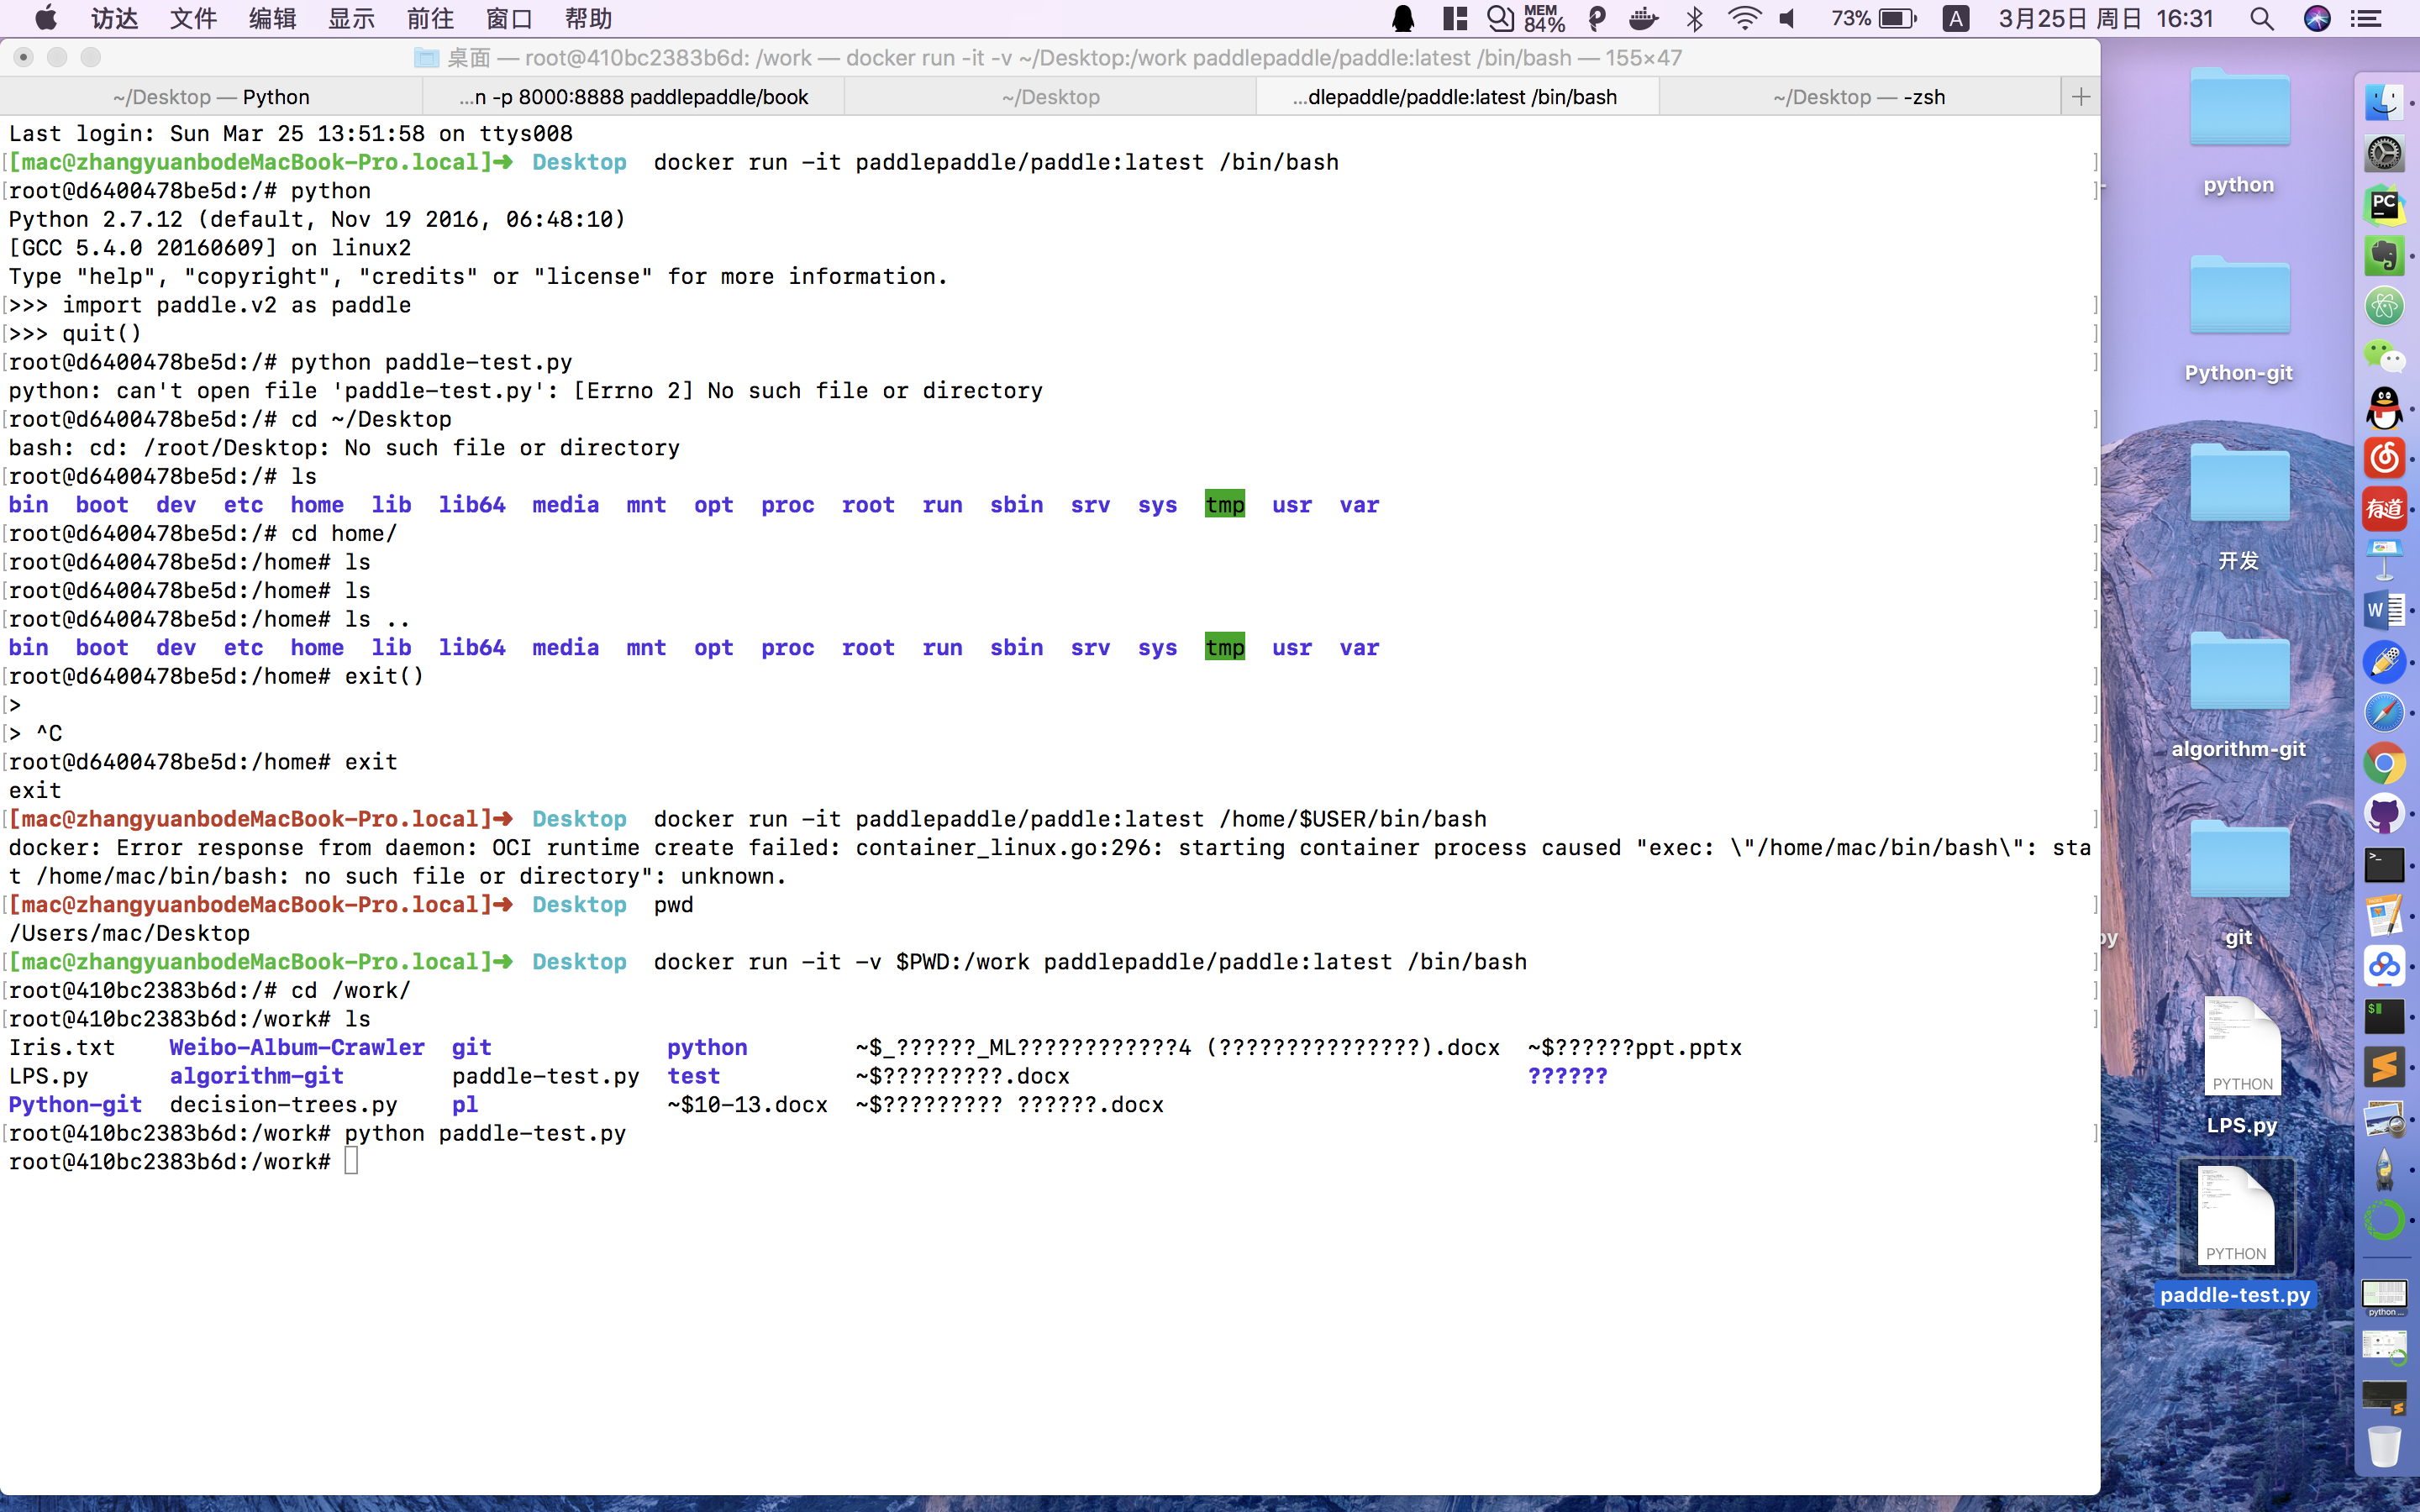 访达 文件 编辑 显示 前往 窗口 帮助 MEM 84% 73% A 3月25日 周日 16:31
桌面 — root@410bc2383b6d: /work — docker run -it -v ~/Desktop:/work paddlepaddle/paddle:latest /bin/bash — 155×47
~/Desktop — Python ...n -p 8000:8888 paddlepaddle/book ~/Desktop ...dlepaddle/paddle:latest /bin/bash ~/Desktop — -zsh
Last login: Sun Mar 25 13:51:58 on ttys008
[mac@zhangyuanbodeMacBook-Pro.local]➜ Desktop docker run -it paddlepaddle/paddle:latest /bin/bash
root@d6400478be5d:/# python
Python 2.7.12 (default, Nov 19 2016, 06:48:10)
[GCC 5.4.0 20160609] on linux2
Type "help", "copyright", "credits" or "license" for more information.
>>> import paddle.v2 as paddle
>>> quit()
root@d6400478be5d:/# python paddle-test.py
python: can't open file 'paddle-test.py': [Errno 2] No such file or directory
root@d6400478be5d:/# cd ~/Desktop
bash: cd: /root/Desktop: No such file or directory
root@d6400478be5d:/# ls
bin boot dev etc home lib lib64 media mnt opt proc root run sbin srv sys tmp usr var
root@d6400478be5d:/# cd home/
root@d6400478be5d:/home# ls
root@d6400478be5d:/home# ls
root@d6400478be5d:/home# ls ..
bin boot dev etc home lib lib64 media mnt opt proc root run sbin srv sys tmp usr var
root@d6400478be5d:/home# exit()
>
> ^C
root@d6400478be5d:/home# exit
exit
[mac@zhangyuanbodeMacBook-Pro.local]➜ Desktop docker run -it paddlepaddle/paddle:latest /home/$USER/bin/bash
docker: Error response from daemon: OCI runtime create failed: container_linux.go:296: starting container process caused "exec: \"/home/mac/bin/bash\": sta
t /home/mac/bin/bash: no such file or directory": unknown.
[mac@zhangyuanbodeMacBook-Pro.local]➜ Desktop pwd
/Users/mac/Desktop
[mac@zhangyuanbodeMacBook-Pro.local]➜ Desktop docker run -it -v $PWD:/work paddlepaddle/paddle:latest /bin/bash
root@410bc2383b6d:/# cd /work/
root@410bc2383b6d:/work# ls
Iris.txt Weibo-Album-Crawler git python ~$_??????_ML????????????4 (???????????????).docx ~$??????ppt.pptx
LPS.py algorithm-git paddle-test.py test ~$?????????.docx ??????
Python-git decision-trees.py pl ~$10-13.docx ~$????????? ??????.docx
root@410bc2383b6d:/work# python paddle-test.py
root@410bc2383b6d:/work#
python
Python-git
开发
algorithm-git
git
PYTHON
LPS.py
PYTHON
paddle-test.py
py
PC
有道
W
>_
$
python ...